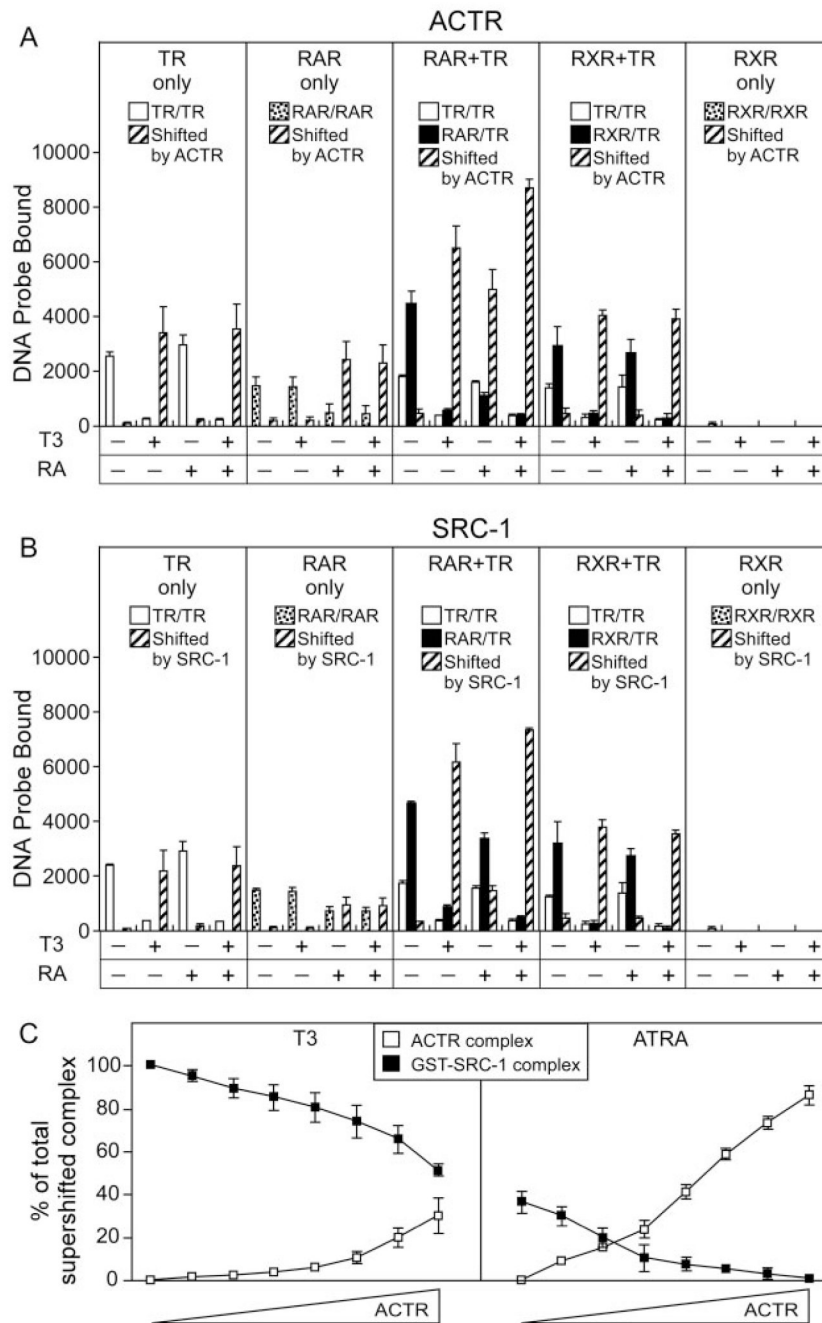 A
ACTR
TR only
RAR only
RAR+TR
RXR+TR
RXR only
TR/TR
Shifted by ACTR
RAR/RAR
Shifted by ACTR
TR/TR
RAR/TR
Shifted by ACTR
TR/TR
RXR/TR
Shifted by ACTR
RXR/RXR
Shifted by ACTR
DNA Probe Bound
10000
8000
6000
4000
2000
0
T3 — + — + — + — + — + — + — + — + — + — +
RA — — + + — — + + — — + + — — + + — — + +
B
SRC-1
TR only
RAR only
RAR+TR
RXR+TR
RXR only
TR/TR
Shifted by SRC-1
RAR/RAR
Shifted by SRC-1
TR/TR
RAR/TR
Shifted by SRC-1
TR/TR
RXR/TR
Shifted by SRC-1
RXR/RXR
Shifted by SRC-1
DNA Probe Bound
10000
8000
6000
4000
2000
0
T3 — + — + — + — + — + — + — + — + — + — +
RA — — + + — — + + — — + + — — + + — — + +
C
T3
ATRA
ACTR complex
GST-SRC-1 complex
% of total supershifted complex
100
80
60
40
20
0
ACTR
ACTR